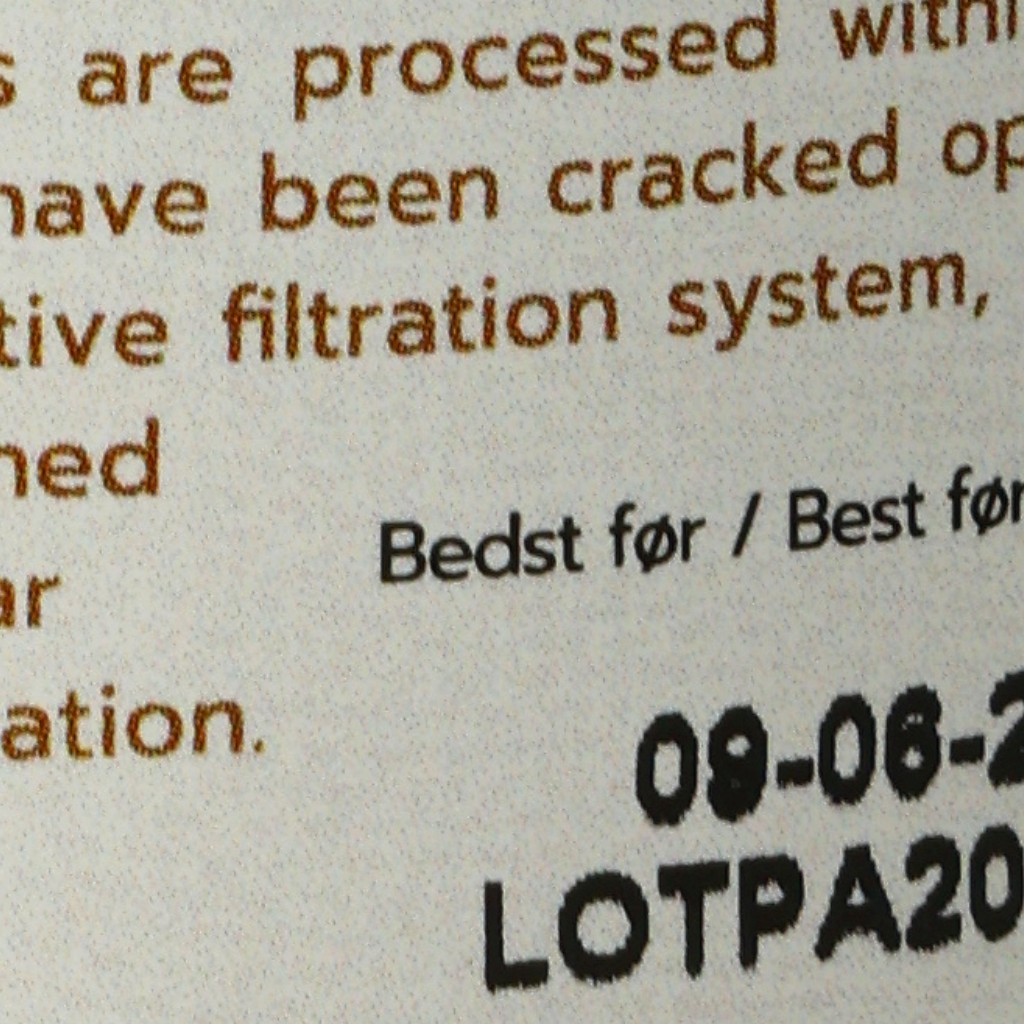 s are processed withi
have been cracked op
tive filtration system,
ned
ar
ation.
Bedst før / Best før
09-06-2
LOTPA20